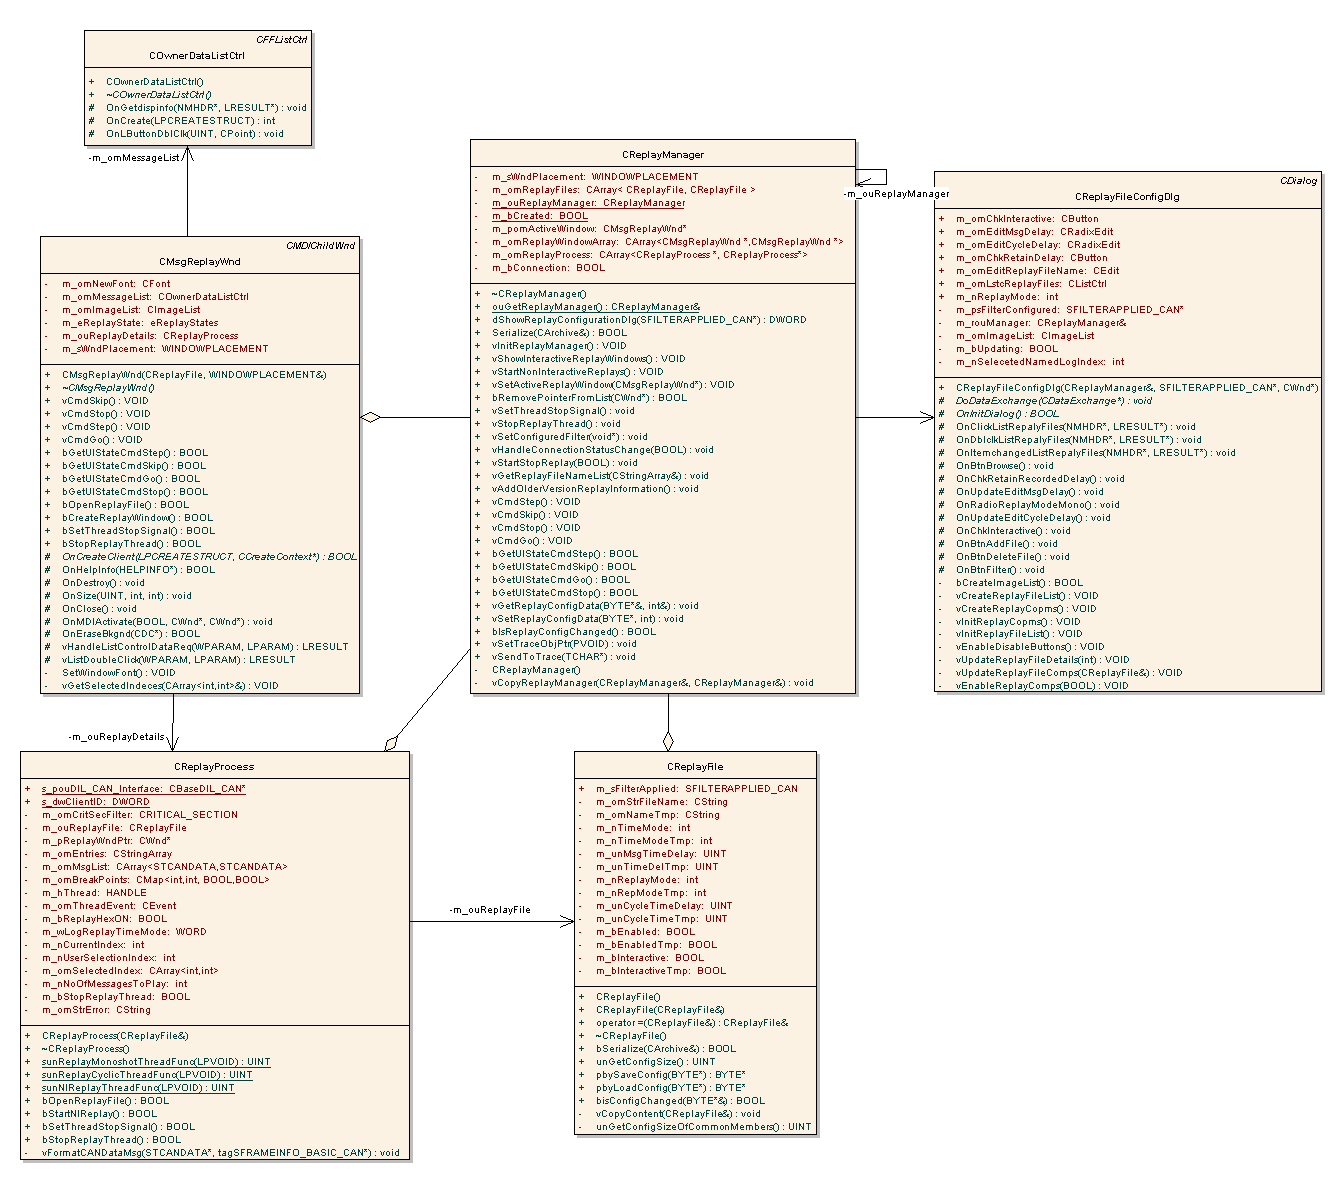 CFFListCtrl
COwnerDataListCtrl
+ COwnerDataListCtrl()
+ ~COwnerDataListCtrl()
# OnGetdispinfo(NMHDR*, LRESULT*) : void
# OnCreate(LPCREATESTRUCT) : int
# OnLButtonDblClk(UINT, CPoint) : void
-m_omMessageList
CMDIChildWnd
CMsgReplayWnd
- m_omNewFont: CFont
- m_omMessageList: COwnerDataListCtrl
- m_omImageList: CImageList
- m_eReplayState: eReplayStates
- m_ouReplayDetails: CReplayProcess
- m_sWndPlacement: WINDOWPLACEMENT
+ CMsgReplayWnd(CReplayFile, WINDOWPLACEMENT&)
+ ~CMsgReplayWnd()
+ vCmdSkip() : VOID
+ vCmdStop() : VOID
+ vCmdStep() : VOID
+ vCmdGo() : VOID
+ bGetUIStateCmdStep() : BOOL
+ bGetUIStateCmdSkip() : BOOL
+ bGetUIStateCmdGo() : BOOL
+ bGetUIStateCmdStop() : BOOL
+ bOpenReplayFile() : BOOL
+ bCreateReplayWindow() : BOOL
+ bSetThreadStopSignal() : BOOL
+ bStopReplayThread() : BOOL
# OnCreateClient(LPCREATESTRUCT, CCreateContext*) : BOOL
# OnHelpInfo(HELPINFO*) : BOOL
# OnDestroy() : void
# OnSize(UINT, int, int) : void
# OnClose() : void
# OnMDIActivate(BOOL, CWnd*, CWnd*) : void
# OnEraseBkgnd(CDC*) : BOOL
# vHandleListControlDataReq(WPARAM, LPARAM) : LRESULT
# vListDoubleClick(WPARAM, LPARAM) : LRESULT
- SetWindowFont() : VOID
- vGetSelectedIndeces(CArray<int,int>&) : VOID
-m_ouReplayDetails
CReplayManager
- m_sWndPlacement: WINDOWPLACEMENT
- m_omReplayFiles: CArray< CReplayFile, CReplayFile >
- m_ouReplayManager: CReplayManager
- m_bCreated: BOOL
- m_pomActiveWindow: CMsgReplayWnd*
- m_omReplayWindowArray: CArray<CMsgReplayWnd *,CMsgReplayWnd *>
- m_omReplayProcess: CArray<CReplayProcess *, CReplayProcess*>
- m_bConnection: BOOL
+ ~CReplayManager()
+ ouGetReplayManager() : CReplayManager&
+ dShowReplayConfigurationDlg(SFILTERAPPLIED_CAN*) : DWORD
+ Serialize(CArchive&) : BOOL
+ vInitReplayManager() : VOID
+ vShowInteractiveReplayWindows() : VOID
+ vStartNonInteractiveReplays() : VOID
+ vSetActiveReplayWindow(CMsgReplayWnd*) : VOID
+ bRemovePointerFromList(CWnd*) : BOOL
+ vSetThreadStopSignal() : void
+ vStopReplayThread() : void
+ vSetConfiguredFilter(void*) : void
+ vHandleConnectionStatusChange(BOOL) : void
+ vStartStopReplay(BOOL) : void
+ vGetReplayFileNameList(CStringArray&) : void
+ vAddOlderVersionReplayInformation() : void
+ vCmdStep() : VOID
+ vCmdSkip() : VOID
+ vCmdStop() : VOID
+ vCmdGo() : VOID
+ bGetUIStateCmdStep() : BOOL
+ bGetUIStateCmdSkip() : BOOL
+ bGetUIStateCmdGo() : BOOL
+ bGetUIStateCmdStop() : BOOL
+ vGetReplayConfigData(BYTE*&, int&) : void
+ vSetReplayConfigData(BYTE*, int) : void
+ bIsReplayConfigChanged() : BOOL
+ vSetTraceObjPtr(PVOID) : void
+ vSendToTrace(TCHAR*) : void
- CReplayManager()
- vCopyReplayManager(CReplayManager&, CReplayManager&) : void
-m_ouReplayManager
CDialog
CReplayFileConfigDlg
+ m_omChkInteractive: CButton
+ m_omEditMsgDelay: CRadixEdit
+ m_omEditCycleDelay: CRadixEdit
+ m_omChkRetainDelay: CButton
+ m_omEditReplayFileName: CEdit
+ m_omLstcReplayFiles: CListCtrl
+ m_nReplayMode: int
- m_psFilterConfigured: SFILTERAPPLIED_CAN*
- m_rouManager: CReplayManager&
- m_omImageList: CImageList
- m_bUpdating: BOOL
- m_nSelecetedNamedLogIndex: int
+ CReplayFileConfigDlg(CReplayManager&, SFILTERAPPLIED_CAN*, CWnd*)
# DoDataExchange(CDataExchange*) : void
# OnInitDialog() : BOOL
# OnClickListRepalyFiles(NMHDR*, LRESULT*) : void
# OnDblclkListRepalyFiles(NMHDR*, LRESULT*) : void
# OnItemchangedListRepalyFiles(NMHDR*, LRESULT*) : void
# OnBtnBrowse() : void
# OnChkRetainRecordedDelay() : void
# OnUpdateEditMsgDelay() : void
# OnRadioReplayModeMono() : void
# OnUpdateEditCycleDelay() : void
# OnChkInteractive() : void
# OnBtnAddFile() : void
# OnBtnDeleteFile() : void
# OnBtnFilter() : void
- bCreateImageList() : BOOL
- vCreateReplayFileList() : VOID
- vCreateReplayCopms() : VOID
- vInitReplayCopms() : VOID
- vInitReplayFileList() : VOID
- vEnableDisableButtons() : VOID
- vUpdateReplayFileDetails(int) : VOID
- vUpdateReplayFileComps(CReplayFile&) : VOID
- vEnableReplayComps(BOOL) : VOID
CReplayProcess
+ s_pouDIL_CAN_Interface: CBaseDIL_CAN*
+ s_dwClientID: DWORD
- m_omCritSecFilter: CRITICAL_SECTION
- m_ouReplayFile: CReplayFile
- m_pReplayWndPtr: CWnd*
- m_omEntries: CStringArray
- m_omMsgList: CArray<STCANDATA,STCANDATA>
- m_omBreakPoints: CMap<int,int, BOOL,BOOL>
- m_hThread: HANDLE
- m_omThreadEvent: CEvent
- m_bReplayHexON: BOOL
- m_wLogReplayTimeMode: WORD
- m_nCurrentIndex: int
- m_nUserSelectionIndex: int
- m_omSelectedIndex: CArray<int,int>
- m_nNoOfMessagesToPlay: int
- m_bStopReplayThread: BOOL
- m_omStrError: CString
+ CReplayProcess(CReplayFile&)
+ ~CReplayProcess()
+ sunReplayMonoshotThreadFunc(LPVOID) : UINT
+ sunReplayCyclicThreadFunc(LPVOID) : UINT
+ sunNIReplayThreadFunc(LPVOID) : UINT
+ bOpenReplayFile() : BOOL
+ bStartNIReplay() : BOOL
+ bSetThreadStopSignal() : BOOL
+ bStopReplayThread() : BOOL
- vFormatCANDataMsg(STCANDATA*, tagSFRAMEINFO_BASIC_CAN*) : void
-m_ouReplayFile
CReplayFile
+ m_sFilterApplied: SFILTERAPPLIED_CAN
- m_omStrFileName: CString
- m_omNameTmp: CString
- m_nTimeMode: int
- m_nTimeModeTmp: int
- m_unMsgTimeDelay: UINT
- m_unTimeDelTmp: UINT
- m_nReplayMode: int
- m_nRepModeTmp: int
- m_unCycleTimeDelay: UINT
- m_unCycleTimeTmp: UINT
- m_bEnabled: BOOL
- m_bEnabledTmp: BOOL
- m_bInteractive: BOOL
- m_bInteractiveTmp: BOOL
+ CReplayFile()
+ CReplayFile(CReplayFile&)
+ operator =(CReplayFile&) : CReplayFile&
+ ~CReplayFile()
+ bSerialize(CArchive&) : BOOL
+ unGetConfigSize() : UINT
+ pbySaveConfig(BYTE*) : BYTE*
+ pbyLoadConfig(BYTE*) : BYTE*
+ bisConfigChanged(BYTE*&) : BOOL
- vCopyContent(CReplayFile&) : void
- unGetConfigSizeOfCommonMembers() : UINT